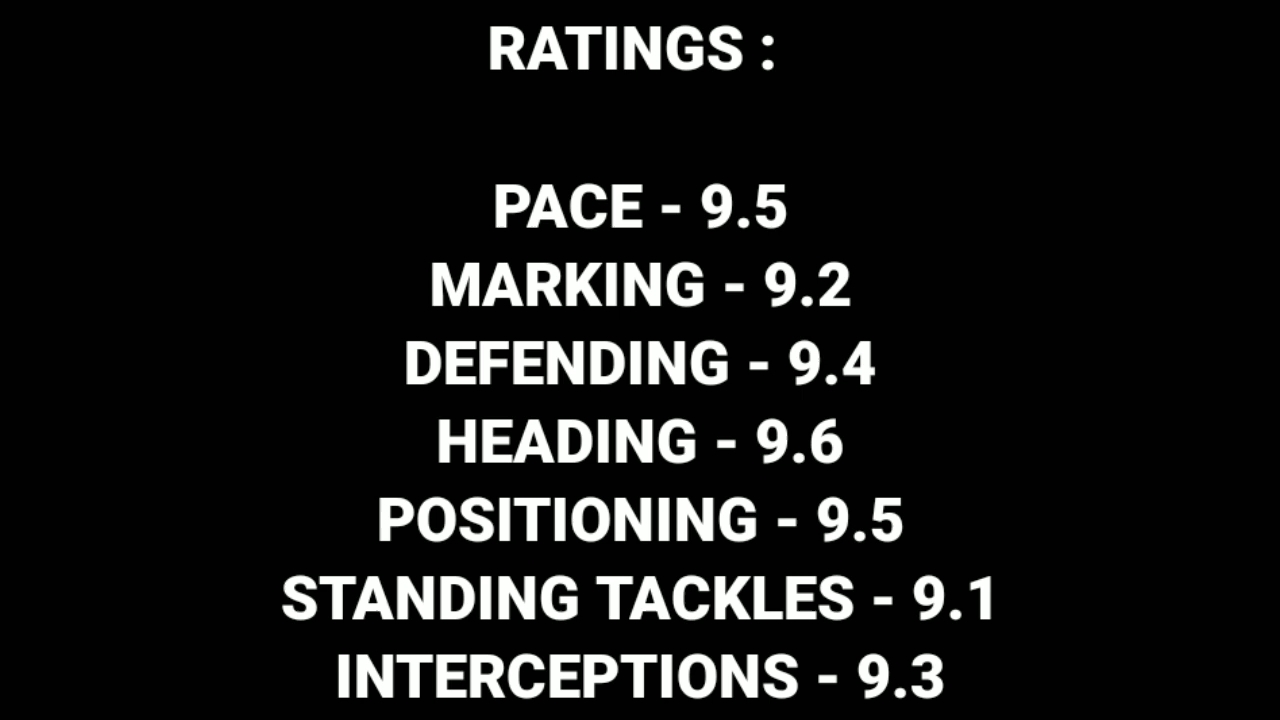 RATINGS :
PACE - 9.5
MARKING - 9.2
DEFENDING - 9.4
HEADING - 9.6
POSITIONING - 9.5
STANDING TACKLES - 9.1
INTERCEPTIONS - 9.3